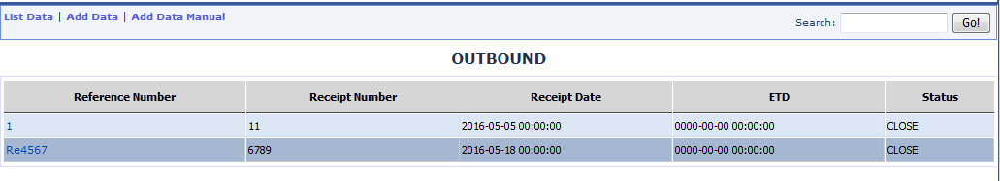 List Data | Add Data | Add Data Manual Search: Go!
OUTBOUND
Reference Number Receipt Number Receipt Date ETD Status
1 11 2016-05-05 00:00:00 0000-00-00 00:00:00 CLOSE
Re4567 6789 2016-05-18 00:00:00 0000-00-00 00:00:00 CLOSE